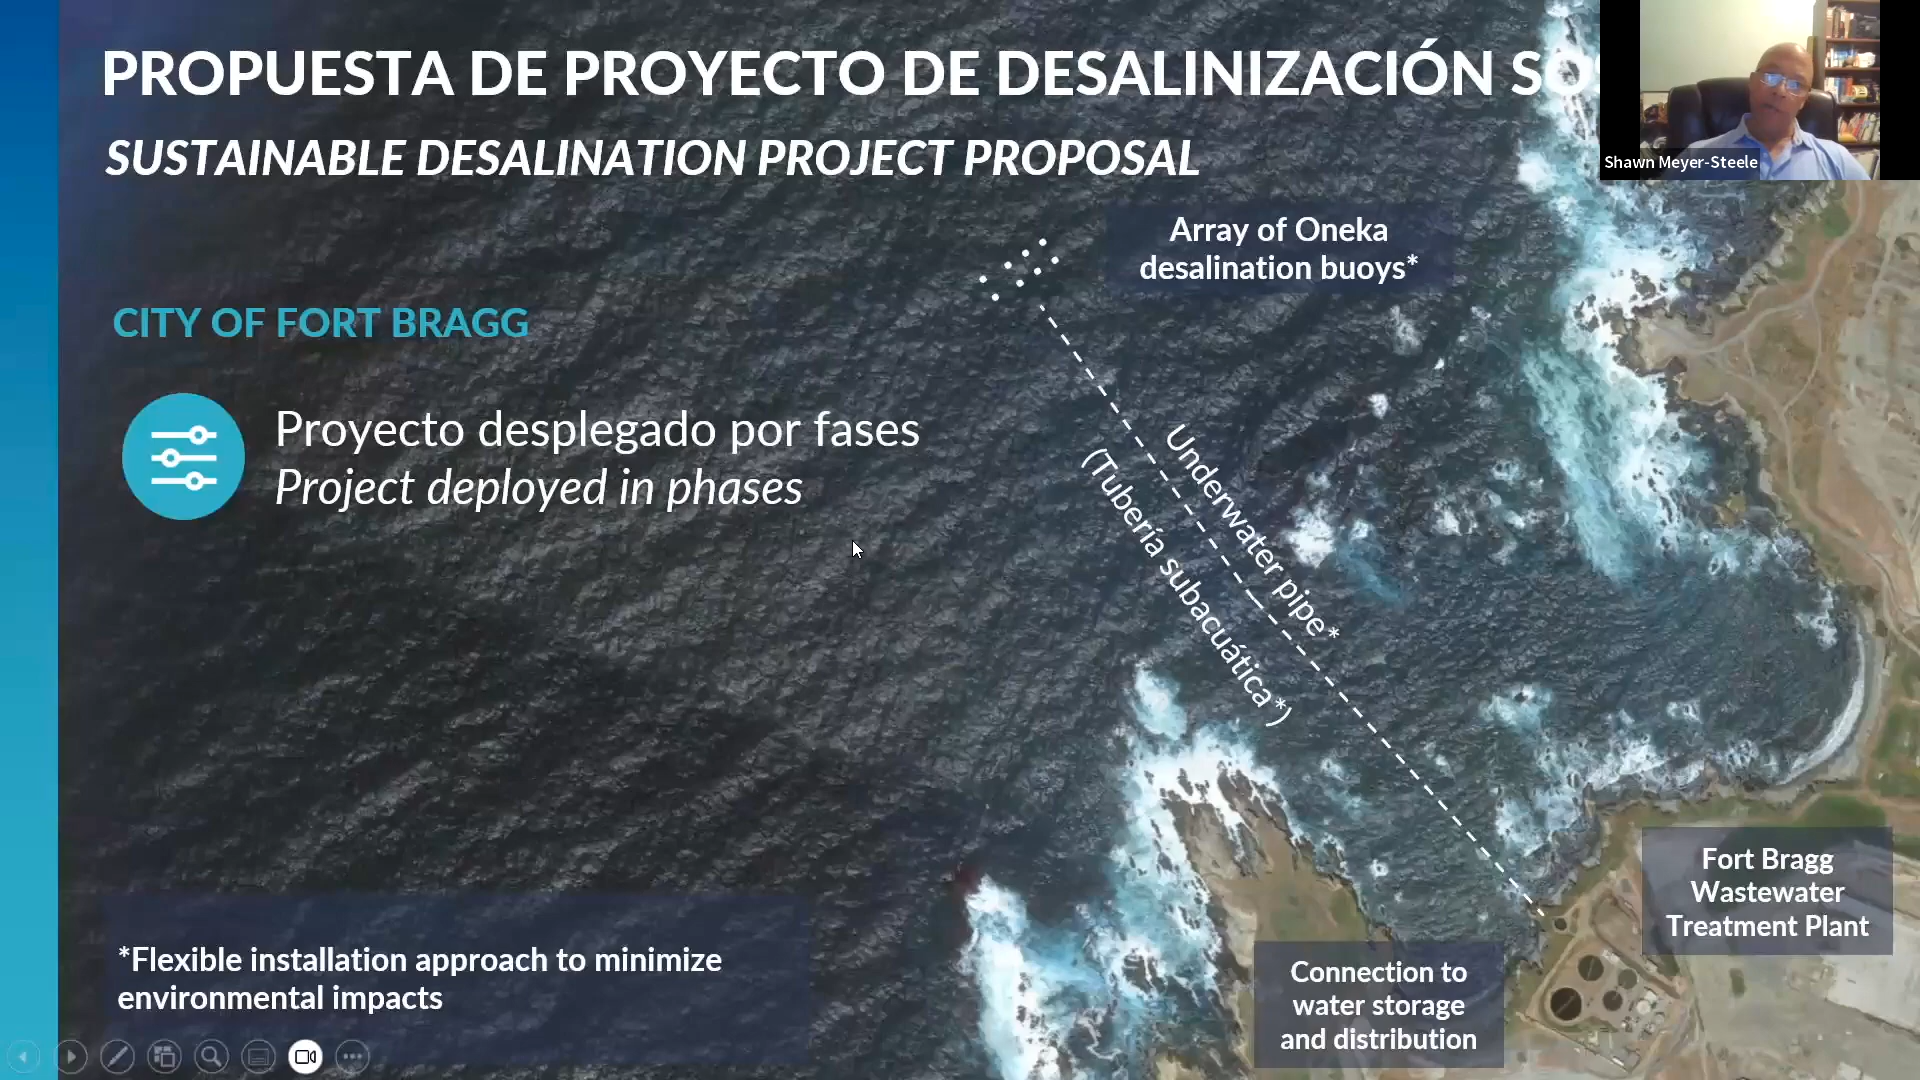 PROPUESTA DE PROYECTO DE DESALINIZACIÓN
SUSTAINABLE DESALINATION PROJECT PROPOSAL
Shawn Meyer-Steele
Array of Oneka
desalination buoys*
CITY OF FORT BRAGG
Proyecto desplegado por fases
Project deployed in phases
Underwater pipe*
(Tubería subacuática*)
Fort Bragg
Wastewater
Treatment Plant
*Flexible installation approach to minimize
environmental impacts
Connection to
water storage
and distribution